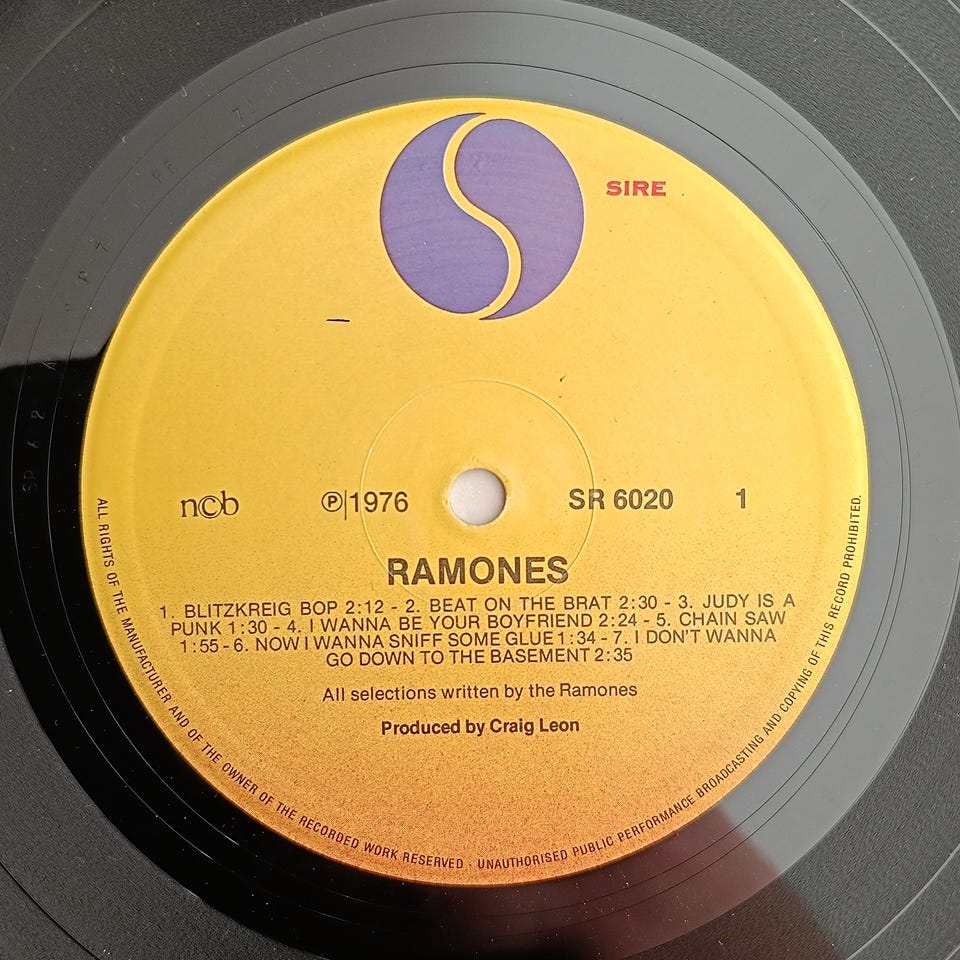 SIRE
n©b
℗|1976
SR 6020
1
RAMONES
1. BLITZKREIG BOP 2:12 - 2. BEAT ON THE BRAT 2:30 - 3. JUDY IS A
PUNK 1:30 - 4. I WANNA BE YOUR BOYFRIEND 2:24 - 5. CHAIN SAW
1:55 - 6. NOW I WANNA SNIFF SOME GLUE 1:34 - 7. I DON'T WANNA
GO DOWN TO THE BASEMENT 2:35
All selections written by the Ramones
Produced by Craig Leon
ALL RIGHTS OF THE MANUFACTURER AND OF THE OWNER OF THE RECORDED WORK RESERVED · UNAUTHORISED PUBLIC PERFORMANCE BROADCASTING AND COPYING OF THIS RECORD PROHIBITED.